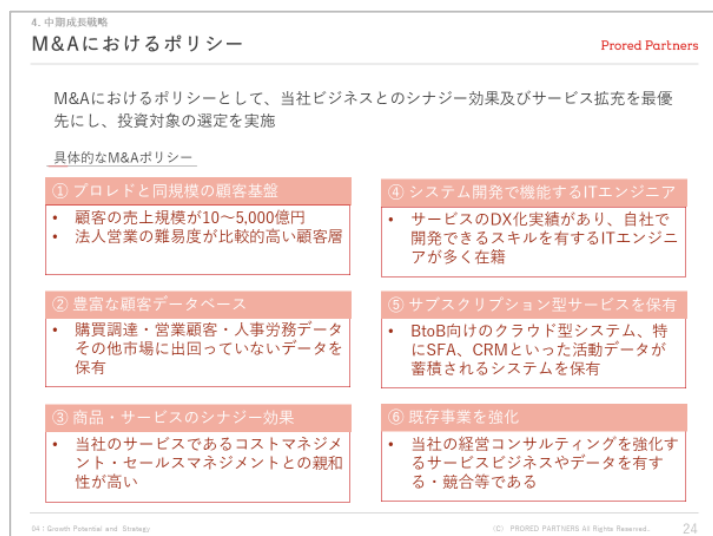 4. 中期成長戦略
M&Aにおけるポリシー
Prored Partners
M&Aにおけるポリシーとして、当社ビジネスとのシナジー効果及びサービス拡充を最優
先にし、投資対象の選定を実施
具体的なM&Aポリシー
① プロレドと同規模の顧客基盤
• 顧客の売上規模が10〜5,000億円
• 法人営業の難易度が比較的高い顧客層
② 豊富な顧客データベース
• 購買調達・営業顧客・人事労務データ
その他市場に出回っていないデータを
保有
③ 商品・サービスのシナジー効果
• 当社のサービスであるコストマネジメ
ント・セールスマネジメントとの親和
性が高い
④ システム開発で機能するITエンジニア
• サービスのDX化実績があり、自社で
開発できるスキルを有するITエンジニ
アが多く在籍
⑤ サブスクリプション型サービスを保有
• BtoB向けのクラウド型システム、特
にSFA、CRMといった活動データが
蓄積されるシステムを保有
⑥ 既存事業を強化
• 当社の経営コンサルティングを強化す
るサービスビジネスやデータを有す
る・競合等である
04 : Growth Potential and Strategy
(C) PRORED PARTNERS All Rights Reserved.
24